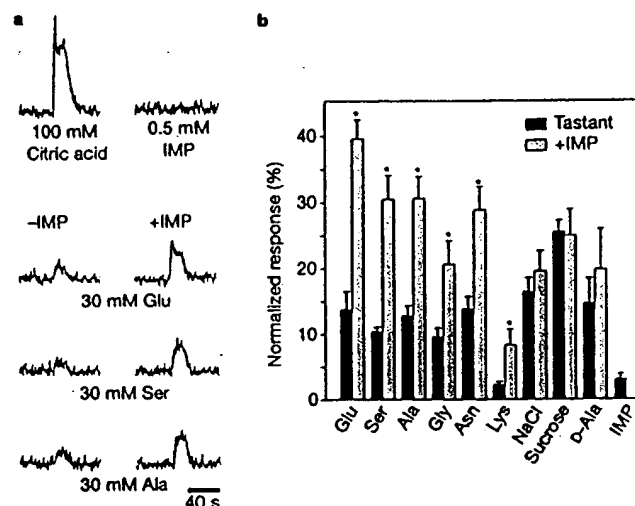 a
100 mM
Citric acid
0.5 mM
IMP
–IMP
+IMP
30 mM Glu
30 mM Ser
30 mM Ala
40 s
b
Normalized response (%)
40
30
20
10
0
Tastant
+IMP
* * * * * *
Glu
Ser
Ala
Gly
Asn
Lys
NaCl
Sucrose
D-Ala
IMP